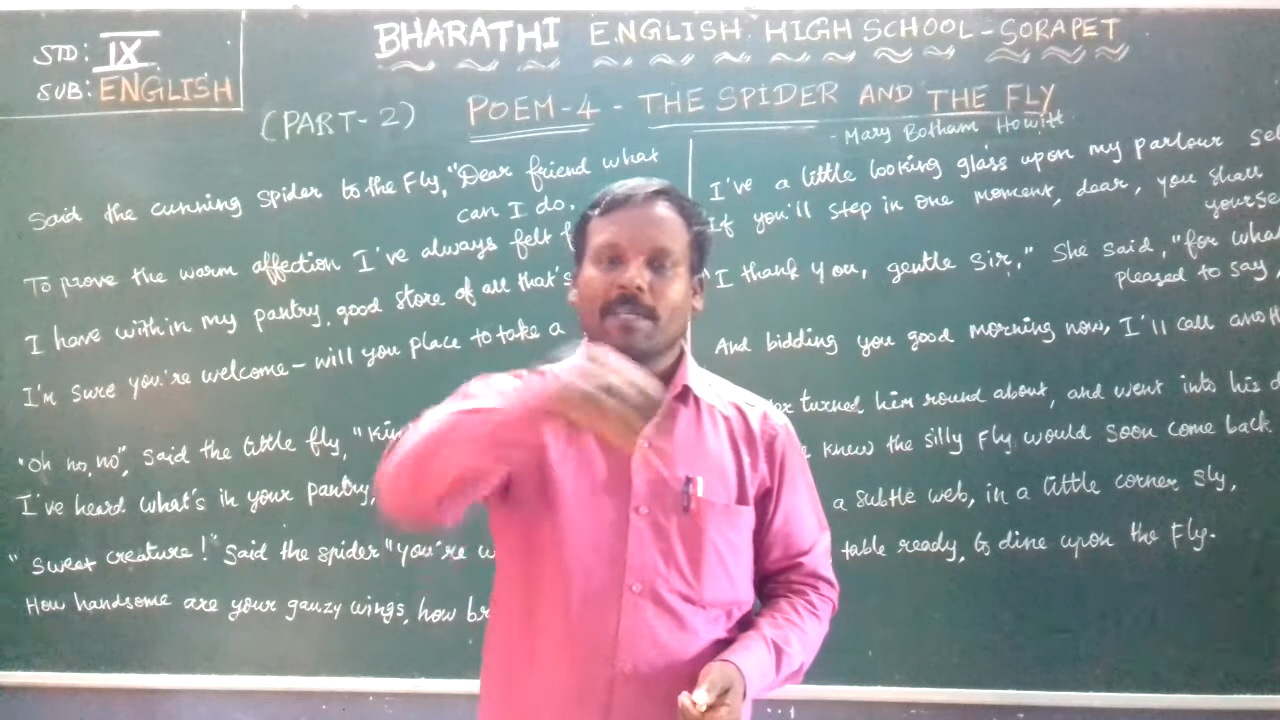 STD: IX
SUB: ENGLISH
BHARATHI ENGLISH HIGH SCHOOL - SORAPET
(PART-2) POEM-4 - THE SPIDER AND THE FLY
- Mary Botham Howitt
Said the cunning spider to the Fly, "Dear friend what
can I do.
To prove the warm affection I've always felt
I have within my pantry, good store of all that's
I'm sure you're welcome - will you place to take a
"Oh no, no", said the little fly, "
I've heard what's in your pantry,
"Sweet creature!" Said the spider "you're
How handsome are your gauzy wings, how
I've a little looking glass upon my parlour
If you'll step in one moment, dear, you shall
"I thank you, gentle Sir," She said, "for
pleased to say,
And bidding you good morning now, I'll call
turned him round about, and went into his
knew the silly Fly would soon come back
a subtle web, in a little corner sly,
table ready, to dine upon the Fly.